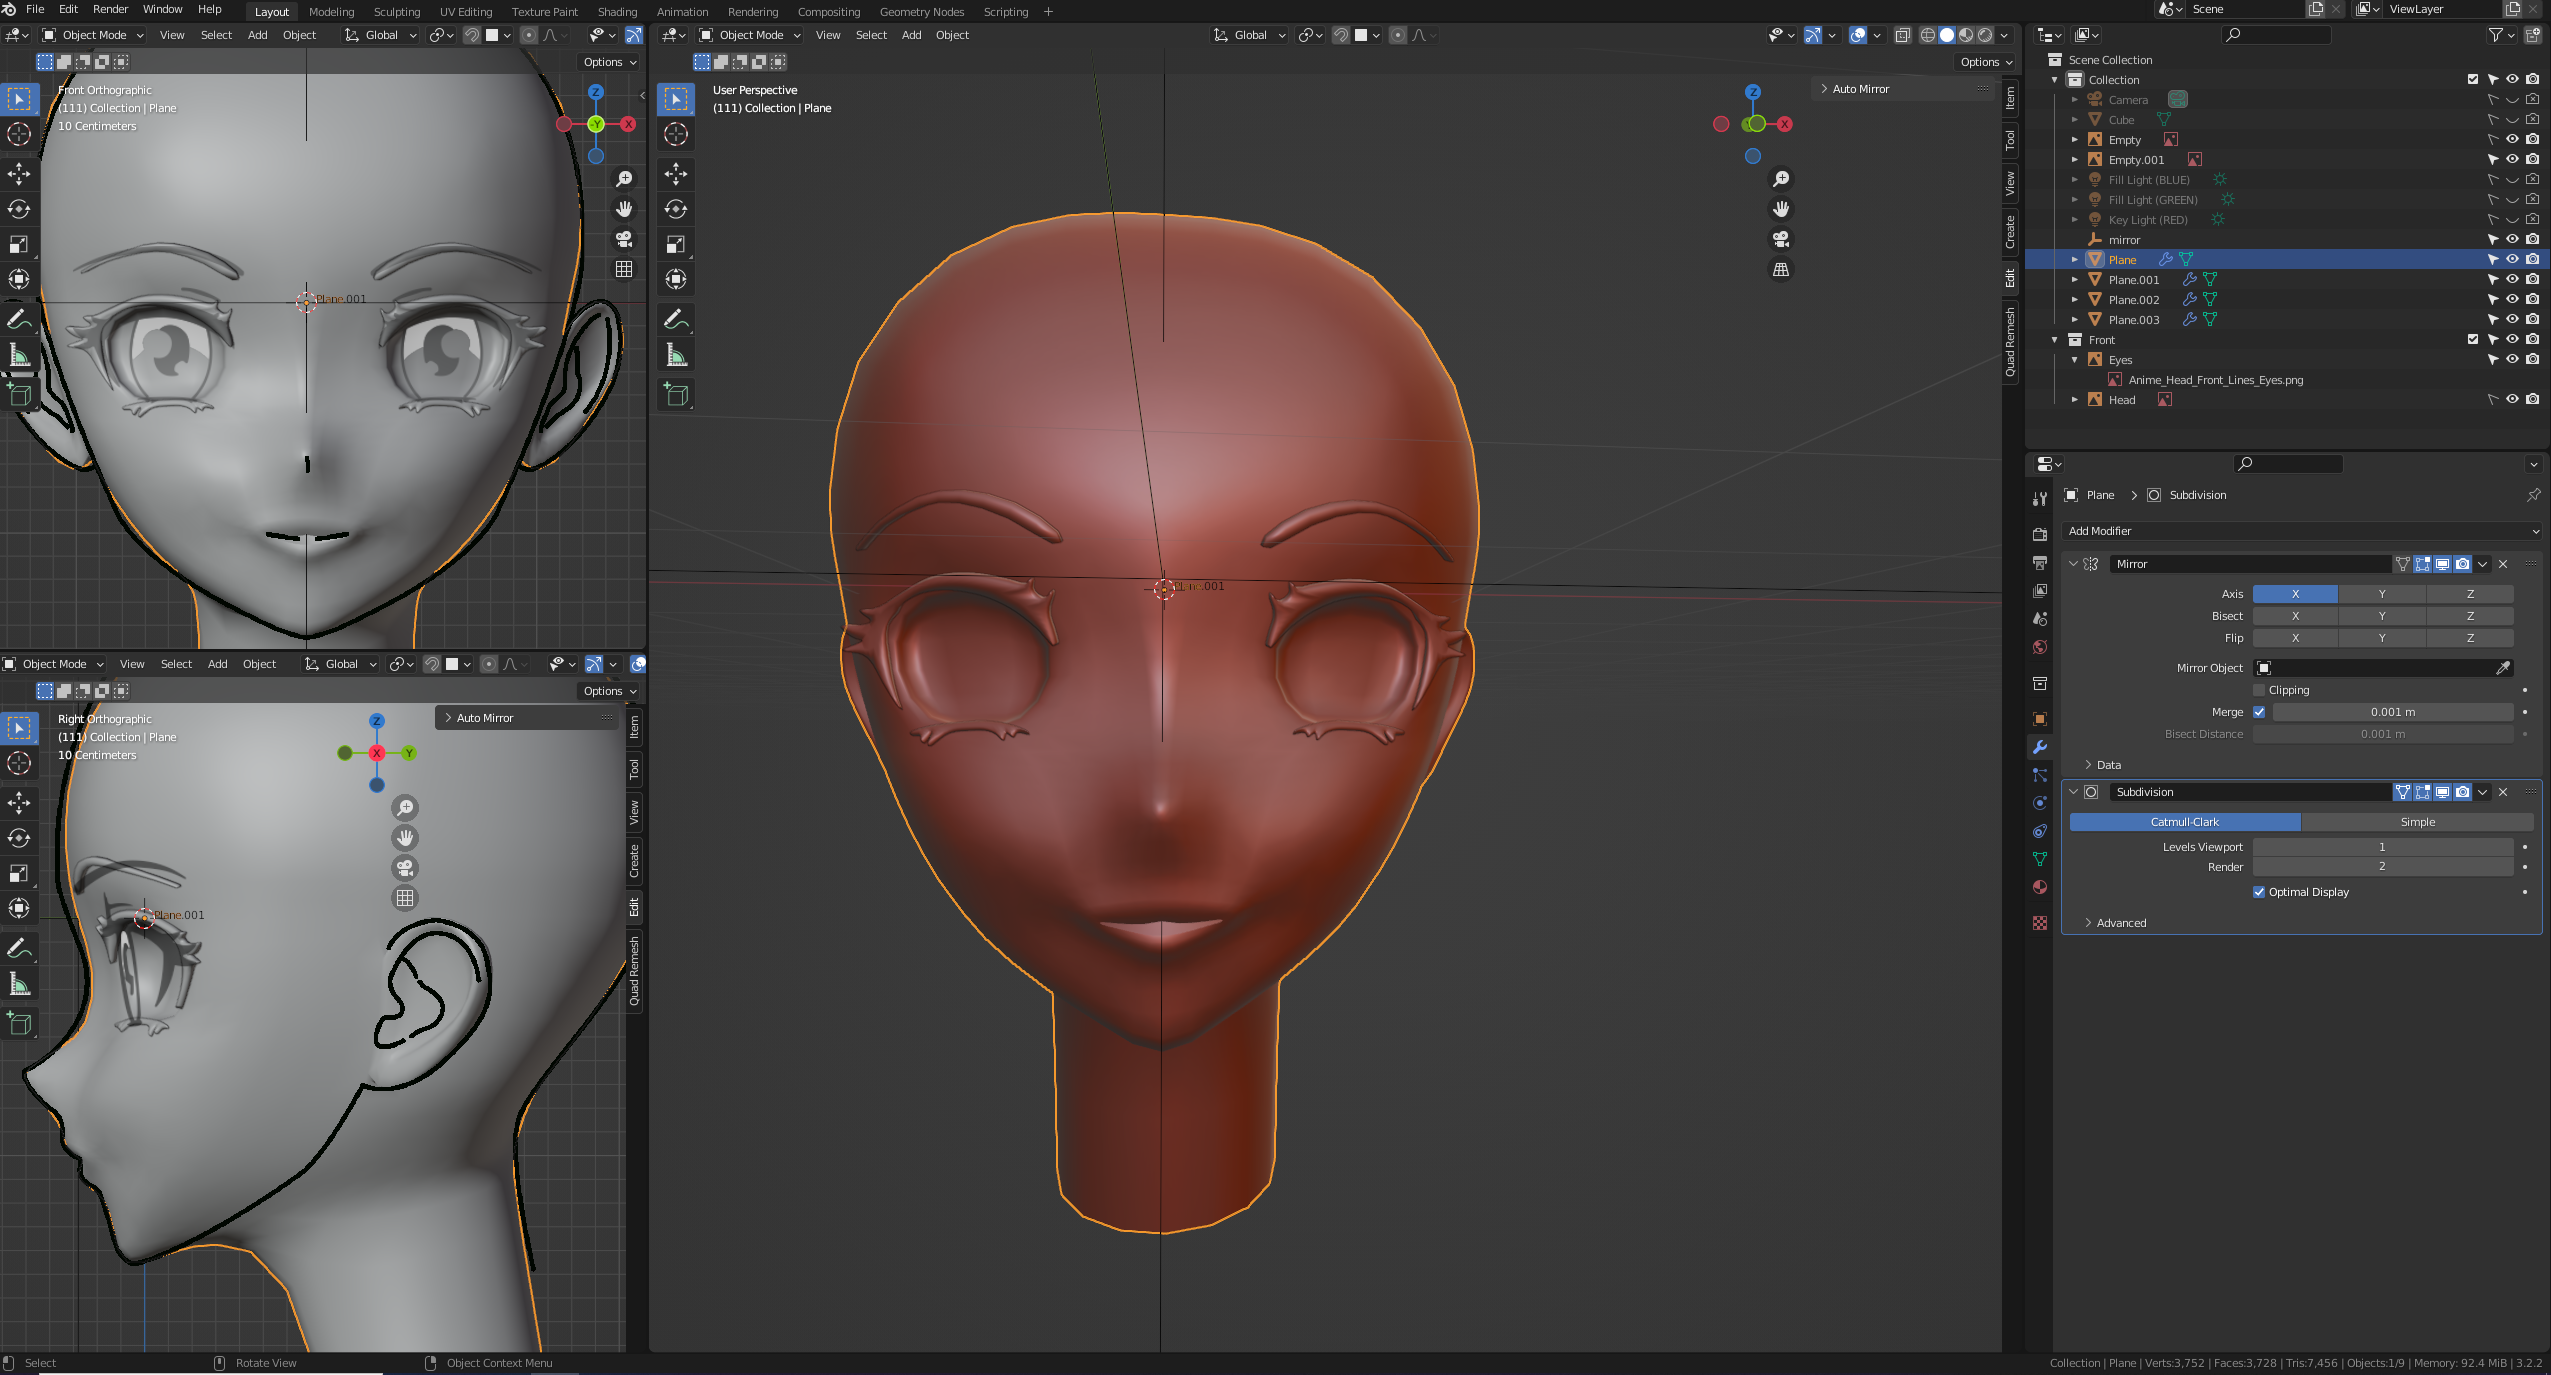 File Edit Render Window Help Layout Modeling Sculpting UV Editing Texture Paint Shading Animation Rendering Compositing Geometry Nodes Scripting + Scene ViewLayer
Object Mode View Select Add Object Global
Options
Front Orthographic
(111) Collection | Plane
10 Centimeters
Z
-Y X
Plane.001
Object Mode View Select Add Object Global
Options
Right Orthographic
(111) Collection | Plane
10 Centimeters
Z
X Y
Auto Mirror
Item
Tool
View
Create
Edit
Quad Remesh
Plane.001
Object Mode View Select Add Object Global
Options
User Perspective
(111) Collection | Plane
Z
X
Auto Mirror
Item
Tool
View
Create
Edit
Quad Remesh
Plane.001
Scene Collection
Collection
Camera
Cube
Empty
Empty.001
Fill Light (BLUE)
Fill Light (GREEN)
Key Light (RED)
mirror
Plane
Plane.001
Plane.002
Plane.003
Front
Eyes
Anime_Head_Front_Lines_Eyes.png
Head
Plane > Subdivision
Add Modifier
Mirror
Axis X Y Z
Bisect X Y Z
Flip X Y Z
Mirror Object
Clipping
Merge 0.001 m
Bisect Distance 0.001 m
Data
Subdivision
Catmull-Clark Simple
Levels Viewport 1
Render 2
Optimal Display
Advanced
Select Rotate View Object Context Menu
Collection | Plane | Verts:3,752 | Faces:3,728 | Tris:7,456 | Objects:1/9 | Memory: 92.4 MiB | 3.2.2